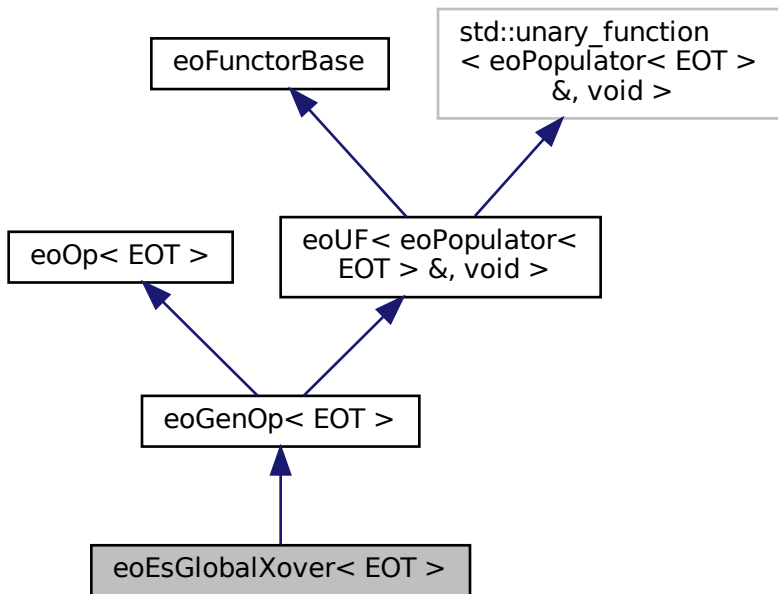 std::unary_function
< eoPopulator< EOT >
&, void >
eoFunctorBase
eoUF< eoPopulator<
EOT > &, void >
eoOp< EOT >
eoGenOp< EOT >
eoEsGlobalXover< EOT >